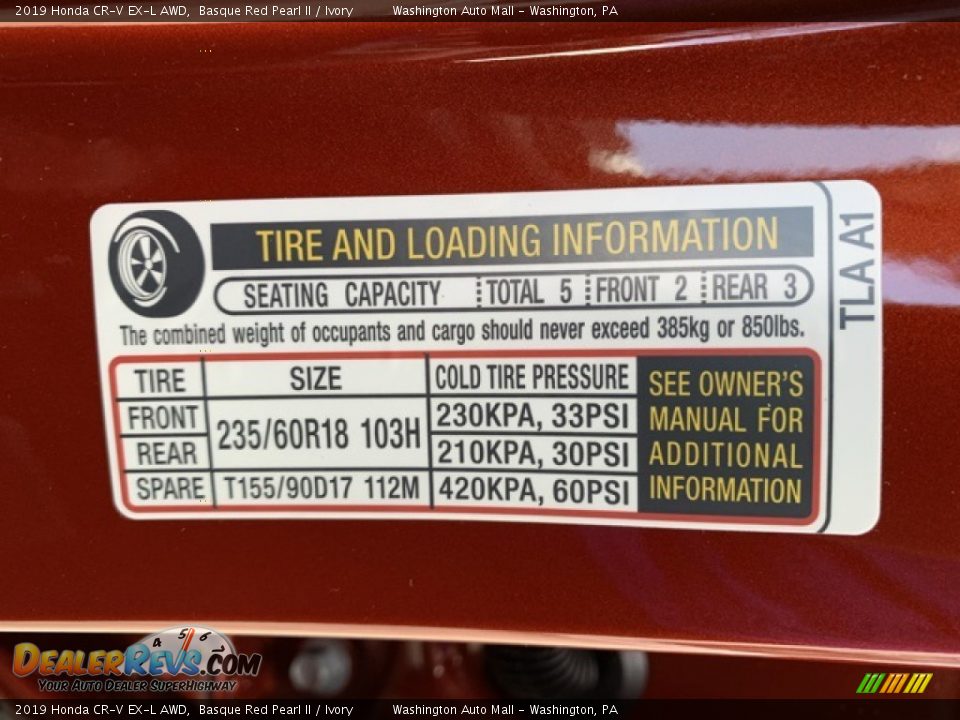 2019 Honda CR-V EX-L AWD,  Basque Red Pearl II / Ivory    Washington Auto Mall - Washington, PA
TIRE AND LOADING INFORMATION
SEATING CAPACITY TOTAL 5 FRONT 2 REAR 3
The combined weight of occupants and cargo should never exceed 385kg or 850lbs.
TIRE SIZE COLD TIRE PRESSURE
FRONT 235/60R18 103H 230KPA, 33PSI
REAR 210KPA, 30PSI
SPARE T155/90D17 112M 420KPA, 60PSI
SEE OWNER'S
MANUAL FOR
ADDITIONAL
INFORMATION
TLA A1
4 5 6
DEALERREVS.COM
YOUR AUTO DEALER SUPERHIGHWAY
2019 Honda CR-V EX-L AWD,  Basque Red Pearl II / Ivory    Washington Auto Mall - Washington, PA